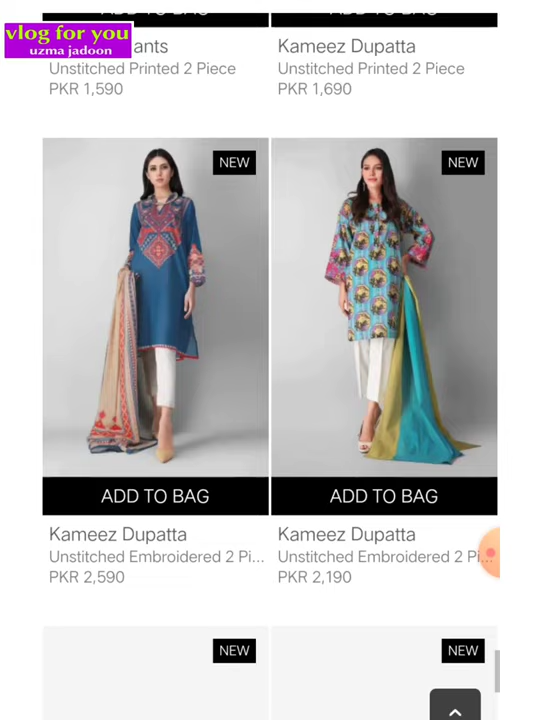 vlog for you
uzma jadoon
ants
Kameez Dupatta
Unstitched Printed 2 Piece
Unstitched Printed 2 Piece
PKR 1,590
PKR 1,690
NEW
NEW
ADD TO BAG
ADD TO BAG
Kameez Dupatta
Kameez Dupatta
Unstitched Embroidered 2 Pi...
Unstitched Embroidered 2 Pi...
PKR 2,590
PKR 2,190
NEW
NEW